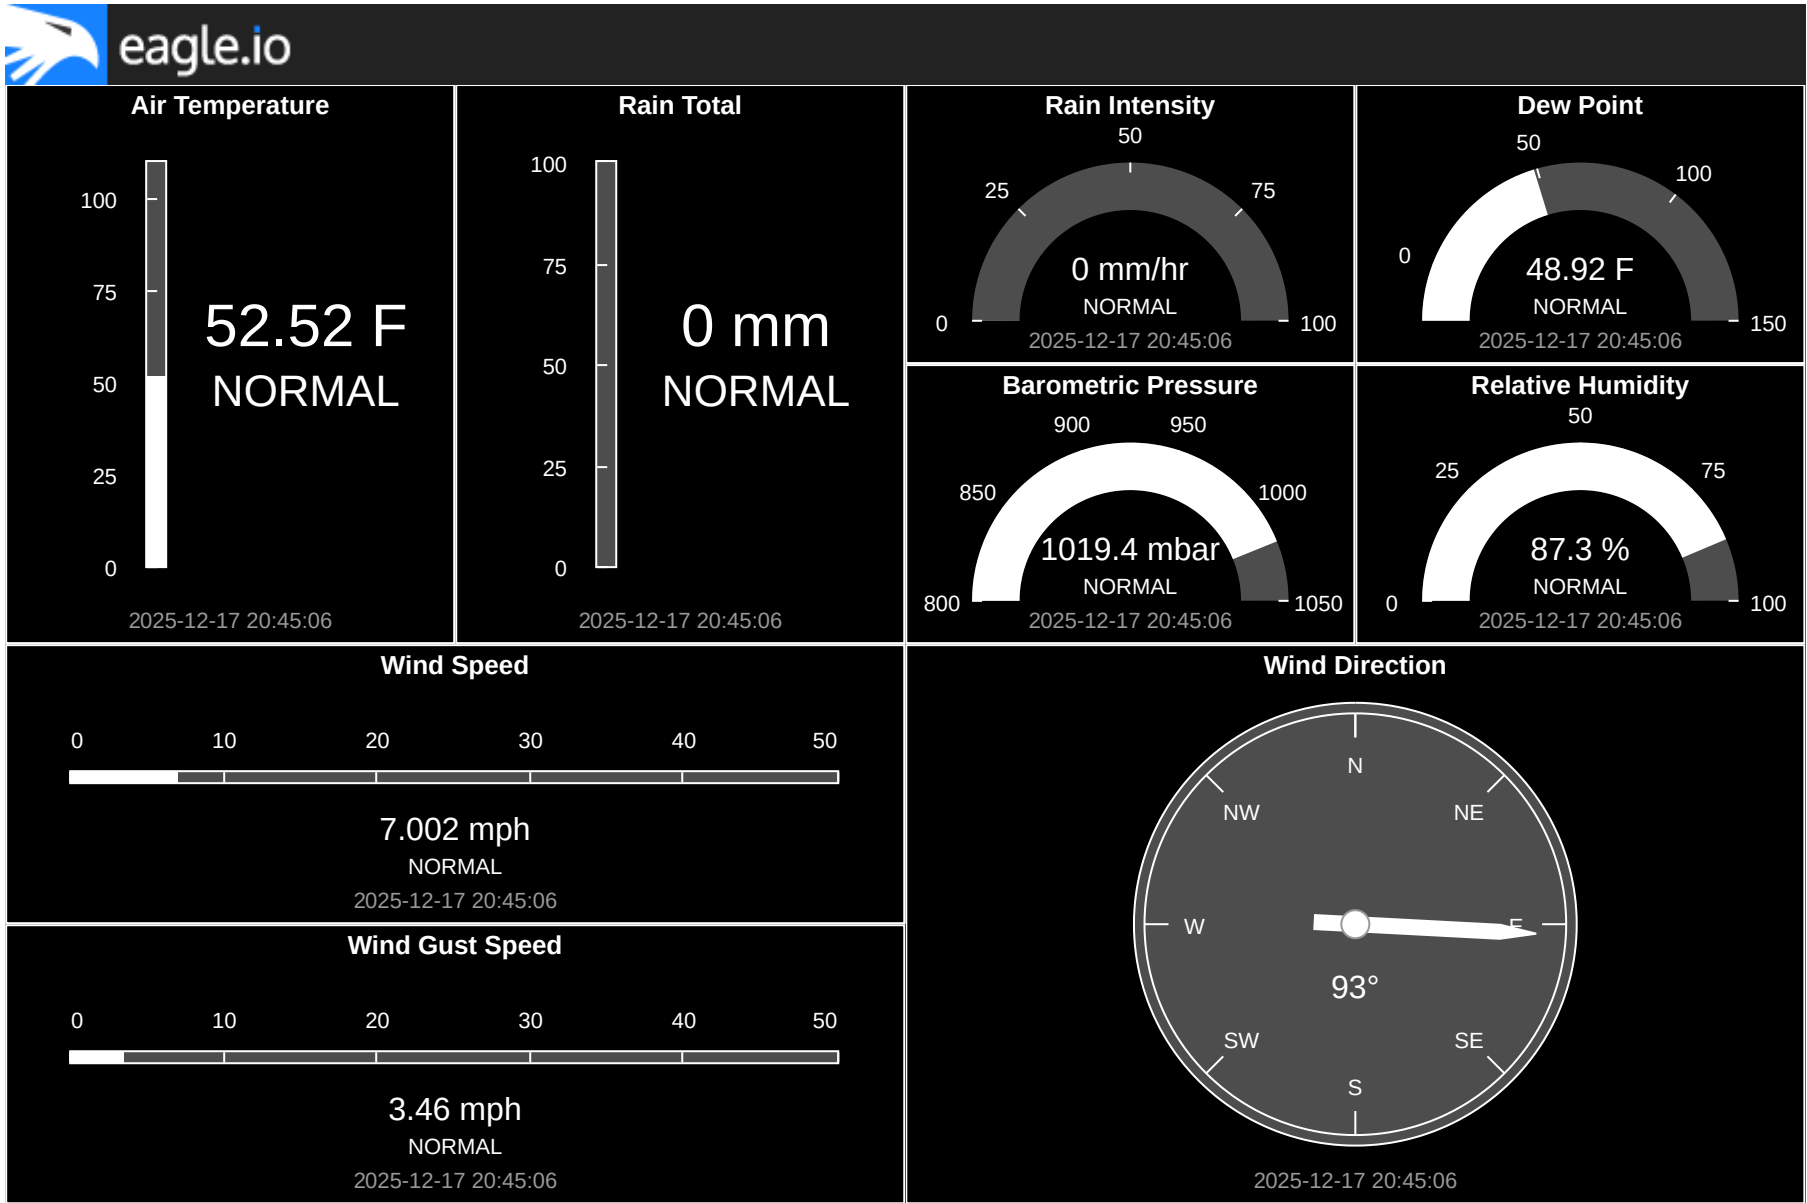 eagle.io
Air Temperature
100
75
50
25
0
52.52 F
NORMAL
2025-12-17 20:45:06
Rain Total
100
75
50
25
0
0 mm
NORMAL
2025-12-17 20:45:06
Rain Intensity
0
25
50
75
100
0 mm/hr
NORMAL
2025-12-17 20:45:06
Dew Point
0
50
100
150
48.92 F
NORMAL
2025-12-17 20:45:06
Barometric Pressure
800
850
900
950
1000
1050
1019.4 mbar
NORMAL
2025-12-17 20:45:06
Relative Humidity
0
25
50
75
100
87.3 %
NORMAL
2025-12-17 20:45:06
Wind Speed
0 10 20 30 40 50
7.002 mph
NORMAL
2025-12-17 20:45:06
Wind Gust Speed
0 10 20 30 40 50
3.46 mph
NORMAL
2025-12-17 20:45:06
Wind Direction
N
NW NE
W E
93°
SW SE
S
2025-12-17 20:45:06